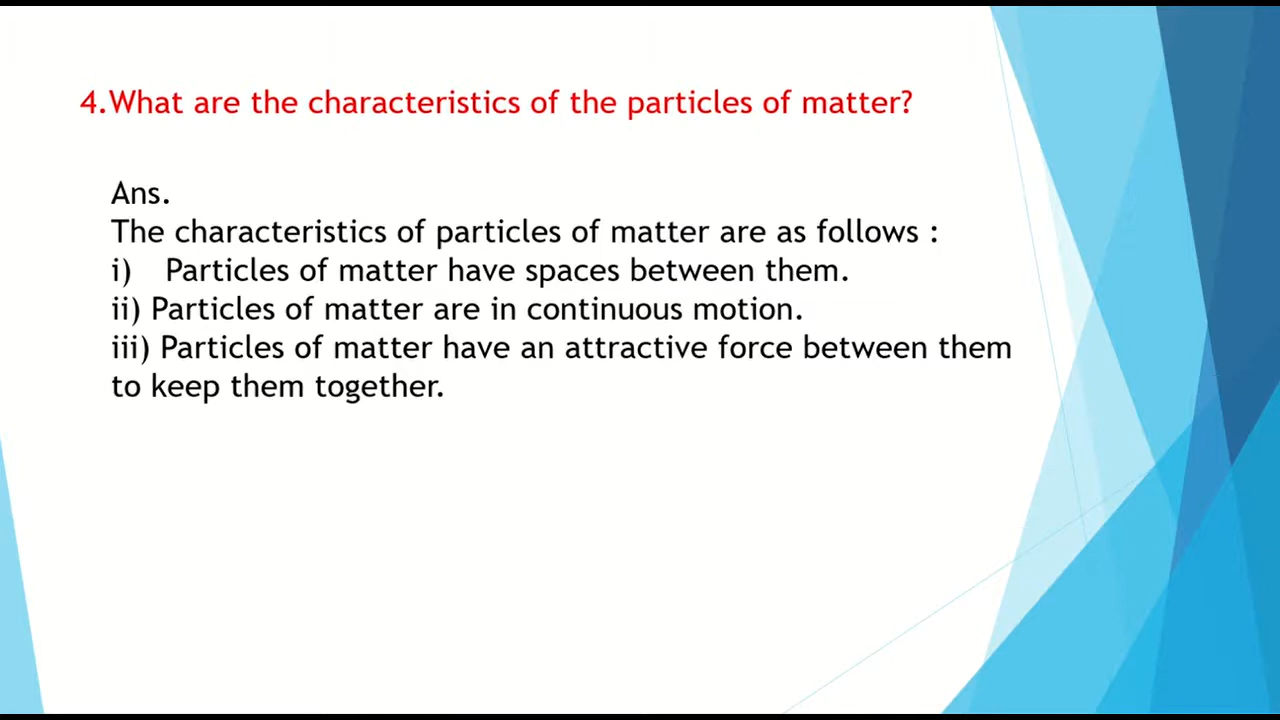 4.What are the characteristics of the particles of matter?
Ans.
The characteristics of particles of matter are as follows :
i) Particles of matter have spaces between them.
ii) Particles of matter are in continuous motion.
iii) Particles of matter have an attractive force between them
to keep them together.